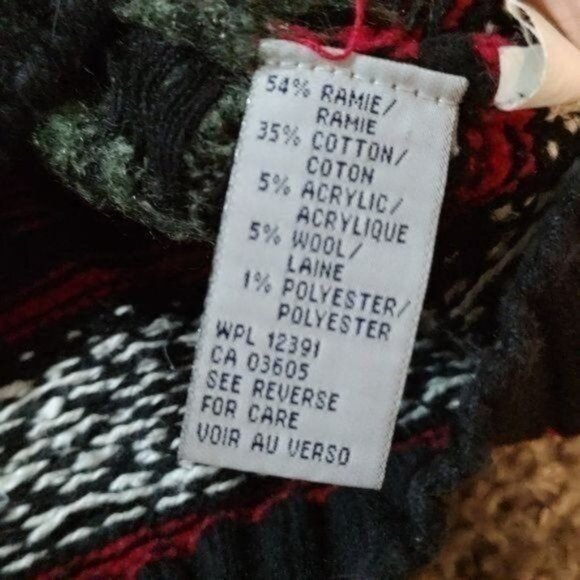 54% RAMIE/
RAMIE
35% COTTON/
COTON
5% ACRYLIC/
ACRYLIQUE
5% WOOL/
LAINE
1% POLYESTER/
POLYESTER
WPL 12391
CA 03605
SEE REVERSE
FOR CARE
VOIR AU VERSO